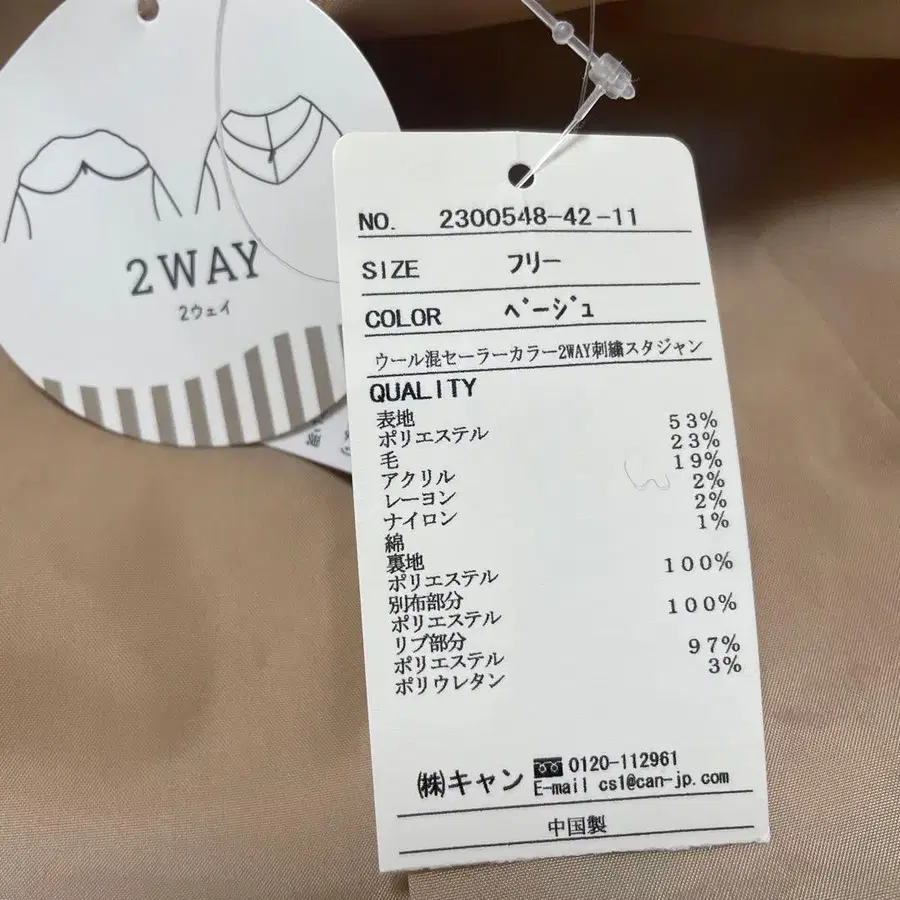 2WAY
2ウェイ
NO. 2300548-42-11
SIZE フリー
COLOR ベージュ
ウール混セーラーカラー2WAY刺繍スタジャン
QUALITY
表地
ポリエステル 53%
毛 23%
アクリル 19%
レーヨン 2%
ナイロン 2%
綿 1%
裏地
ポリエステル 100%
別布部分
ポリエステル 100%
リブ部分
ポリエステル 97%
ポリウレタン 3%
㈱キャン 0120-112961
E-mail cs1@can-jp.com
中国製